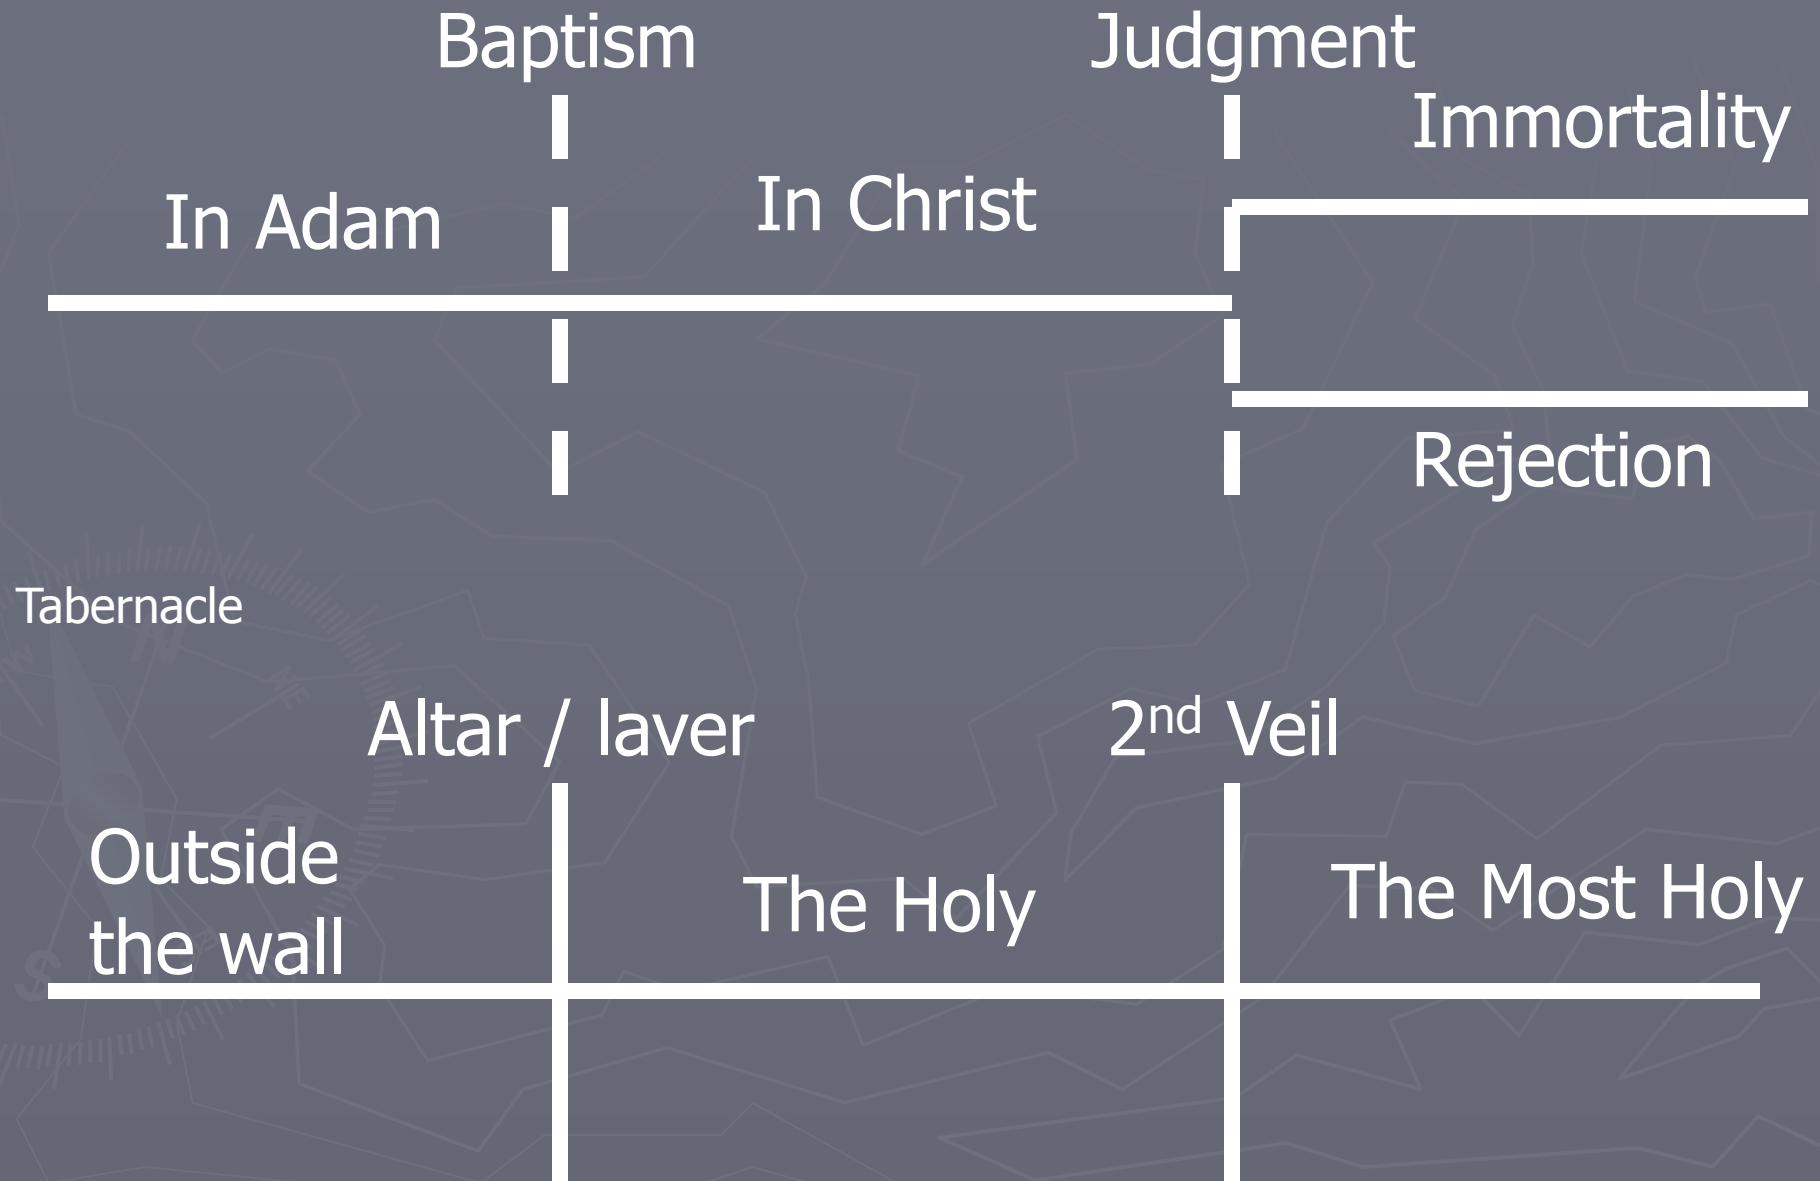 Baptism
Judgment
Immortality
In Adam
In Christ
Rejection
Tabernacle
Altar / laver
2nd Veil
Outside
the wall
The Holy
The Most Holy
N
NE
E
S
W